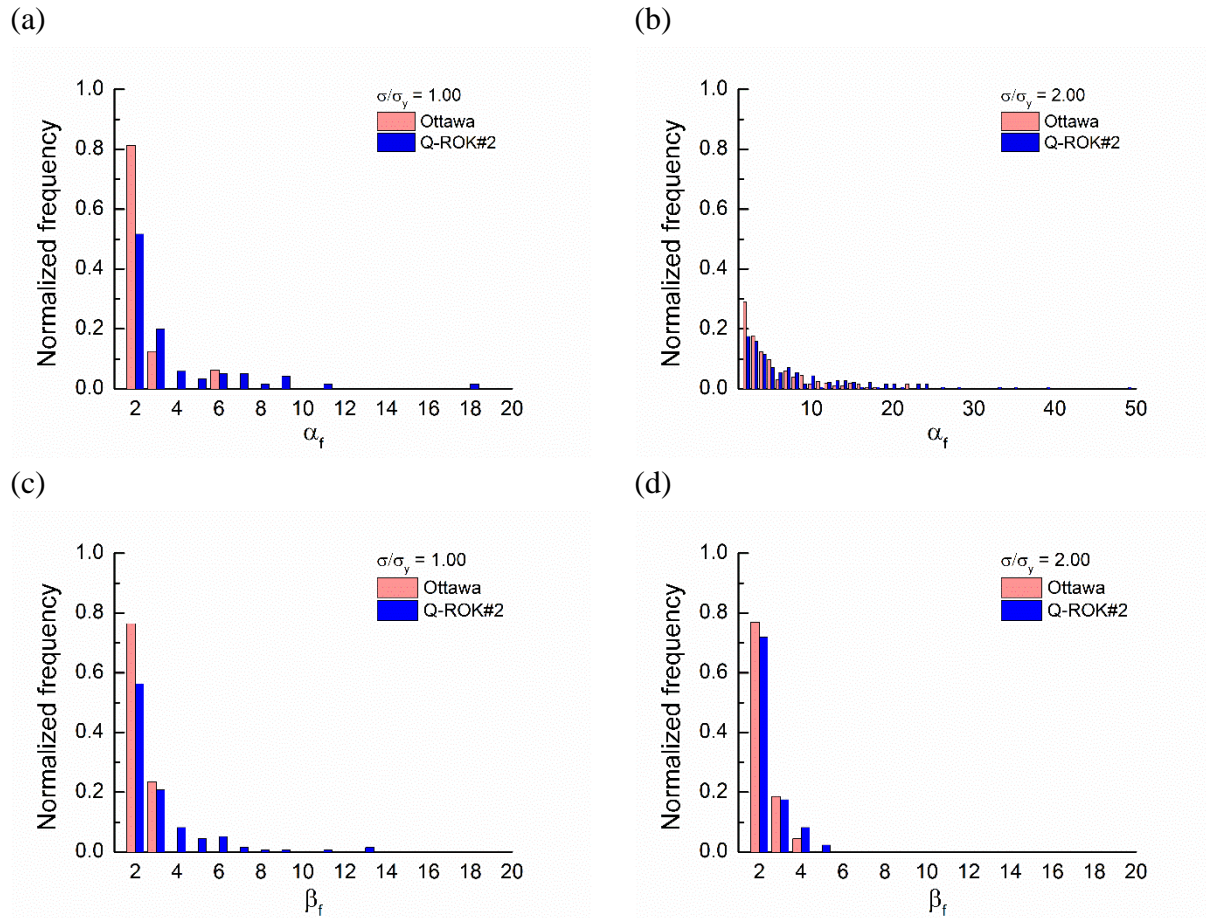 (a)
σ/σy = 1.00
Ottawa
Q-ROK#2
Normalized frequency
1.0
0.8
0.6
0.4
0.2
0.0
2 4 6 8 10 12 14 16 18 20
αf
(b)
σ/σy = 2.00
Ottawa
Q-ROK#2
Normalized frequency
1.0
0.8
0.6
0.4
0.2
0.0
10 20 30 40 50
αf
(c)
σ/σy = 1.00
Ottawa
Q-ROK#2
Normalized frequency
1.0
0.8
0.6
0.4
0.2
0.0
2 4 6 8 10 12 14 16 18 20
βf
(d)
σ/σy = 2.00
Ottawa
Q-ROK#2
Normalized frequency
1.0
0.8
0.6
0.4
0.2
0.0
2 4 6 8 10 12 14 16 18 20
βf